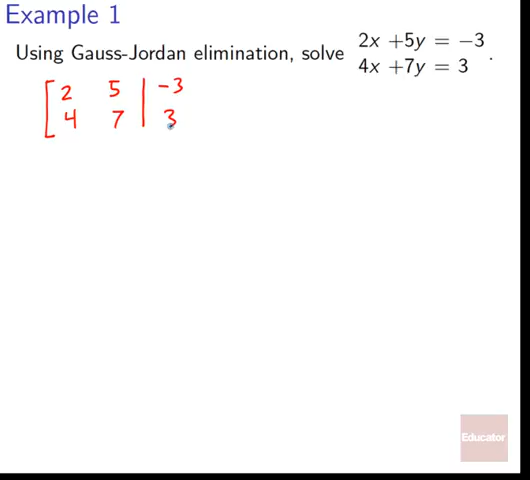 Example 1
Using Gauss-Jordan elimination, solve 2x +5y = −3
4x +7y = 3 .
[ 2 5 | -3
4 7 | 3
Educator